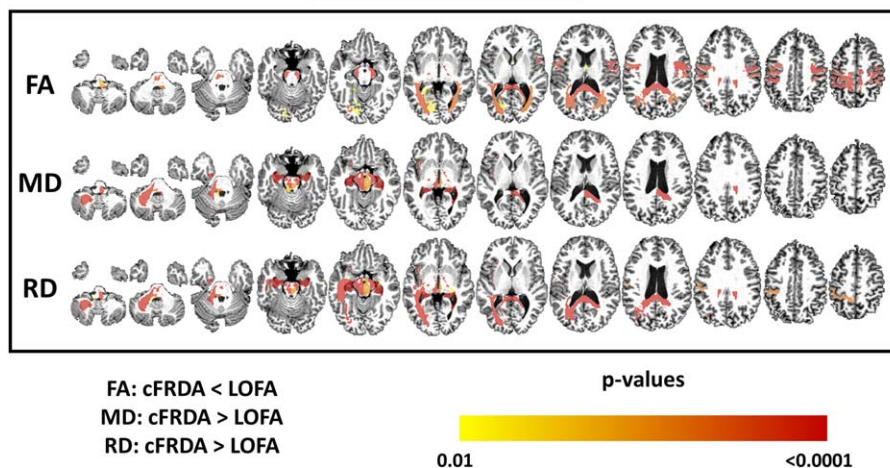 FA
MD
RD
FA: cFRDA < LOFA
MD: cFRDA > LOFA
RD: cFRDA > LOFA
p-values
0.01 <0.0001